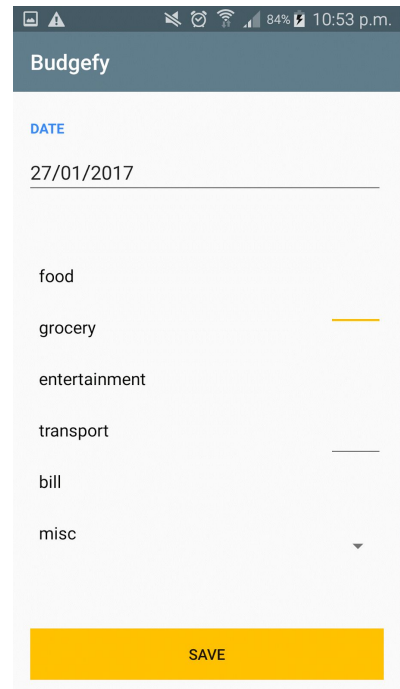 84% 10:53 p.m.
Budgefy
DATE
27/01/2017
food
grocery
entertainment
transport
bill
misc
SAVE